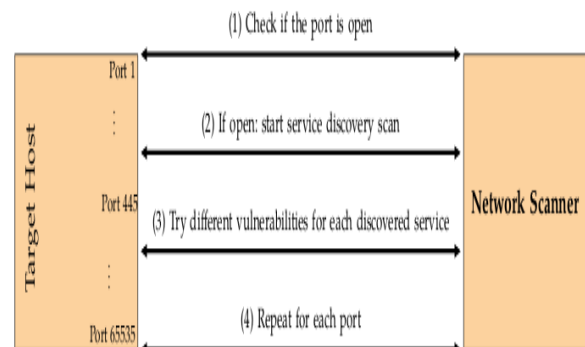 (1) Check if the port is open
Port 1
⋮
(2) If open: start service discovery scan
Target Host
Port 445
Network Scanner
(3) Try different vulnerabilities for each discovered service
⋮
(4) Repeat for each port
Port 65535